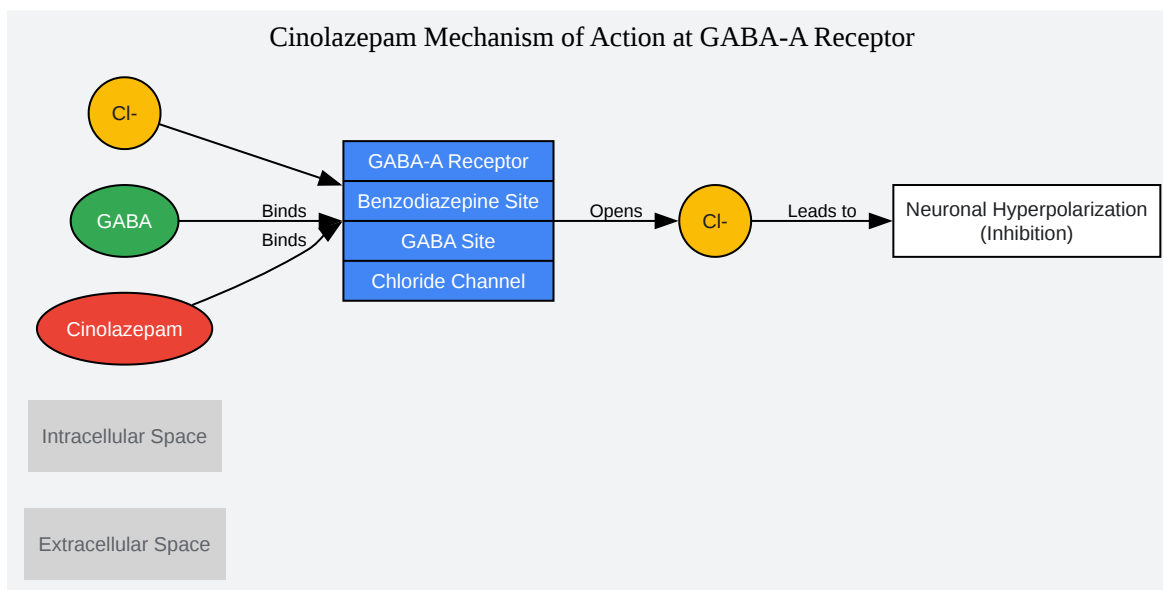 Cinolazepam Mechanism of Action at GABA-A Receptor
Cl-
GABA
Cinolazepam
Binds
Binds
GABA-A Receptor
Benzodiazepine Site
GABA Site
Chloride Channel
Opens
Cl-
Leads to
Neuronal Hyperpolarization
(Inhibition)
Intracellular Space
Extracellular Space